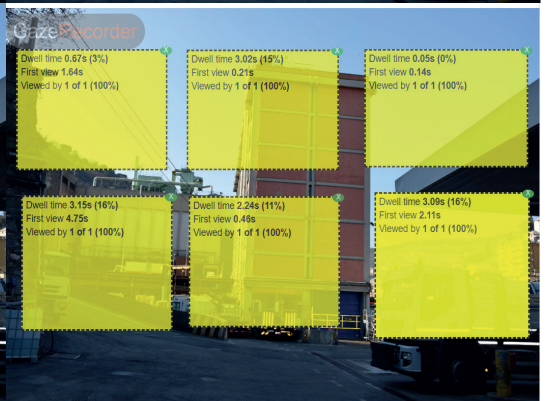 GazeRecorder
Dwell time 0.67s (3%)
First view 1.64s
Viewed by 1 of 1 (100%)
X
Dwell time 3.02s (15%)
First view 0.21s
Viewed by 1 of 1 (100%)
X
Dwell time 0.05s (0%)
First view 0.14s
Viewed by 1 of 1 (100%)
X
Dwell time 3.15s (16%)
First view 4.75s
Viewed by 1 of 1 (100%)
X
Dwell time 2.24s (11%)
First view 0.46s
Viewed by 1 of 1 (100%)
X
Dwell time 3.09s (16%)
First view 2.11s
Viewed by 1 of 1 (100%)
X